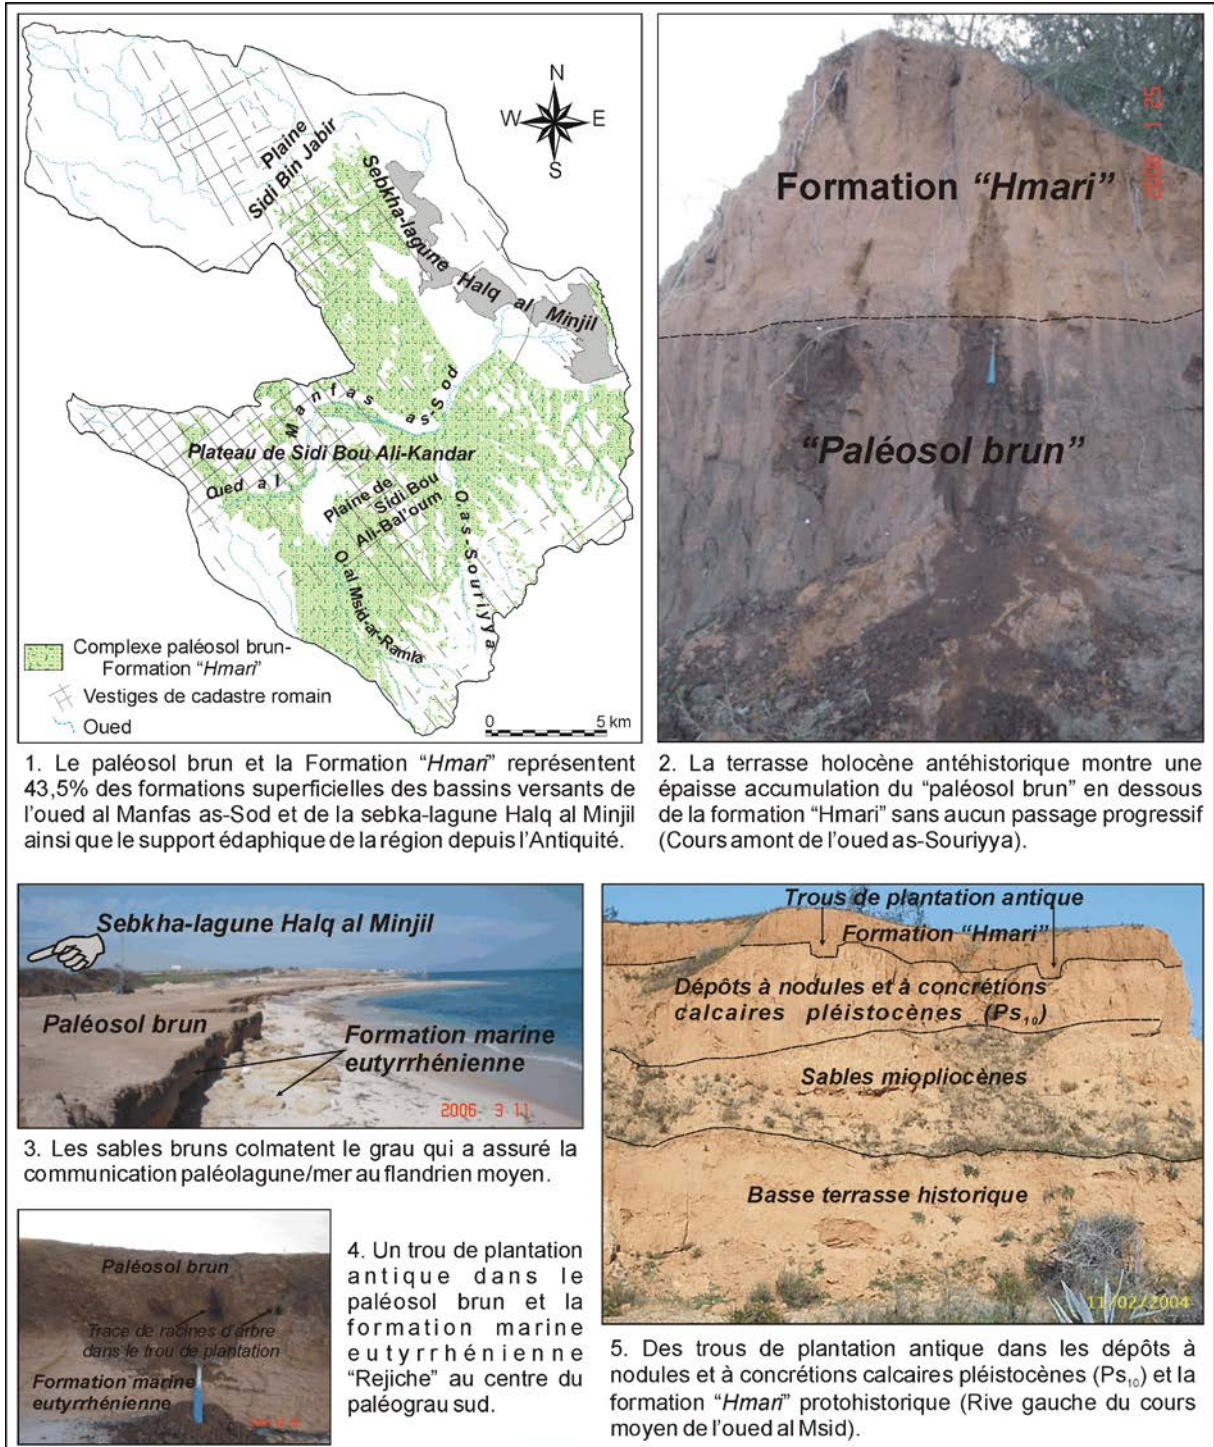 N
W E
S
Plaine
Sidi Bin Jabir
Sebkha-lagune Halq al Minjil
Oued al Manfas as-Sod
Plateau de Sidi Bou Ali-Kandar
Plaine de
Sidi Bou
Ali-Bal'oum
O. as-Souriyya
O. al Msid-ar-Ramla
Complexe paléosol brun-
Formation "Hmari"
Vestiges de cadastre romain
Oued
0 5 km
1. Le paléosol brun et la Formation "Hmari" représentent
43,5% des formations superficielles des bassins versants de
l'oued al Manfas as-Sod et de la sebka-lagune Halq al Minjil
ainsi que le support édaphique de la région depuis l'Antiquité.
Formation "Hmari"
"Paléosol brun"
2. La terrasse holocène antéhistorique montre une
épaisse accumulation du "paléosol brun" en dessous
de la formation "Hmari" sans aucun passage progressif
(Cours amont de l'oued as-Souriyya).
Sebkha-lagune Halq al Minjil
Paléosol brun
Formation marine
eutyrrhénienne
2006 3 11
3. Les sables bruns colmatent le grau qui a assuré la
communication paléolagune/mer au flandrien moyen.
Paléosol brun
Trace de racines d'arbre
dans le trou de plantation
Formation marine
eutyrrhénienne
4. Un trou de plantation
antique dans le
paléosol brun et la
formation marine
eutyrrhénienne
"Rejiche" au centre du
paléograu sud.
Trous de plantation antique
Formation "Hmari"
Dépôts à nodules et à concrétions
calcaires pléistocènes (Ps10)
Sables miopliocènes
Basse terrasse historique
11/02/2004
5. Des trous de plantation antique dans les dépôts à
nodules et à concrétions calcaires pléistocènes (Ps10) et la
formation "Hmari" protohistorique (Rive gauche du cours
moyen de l'oued al Msid).